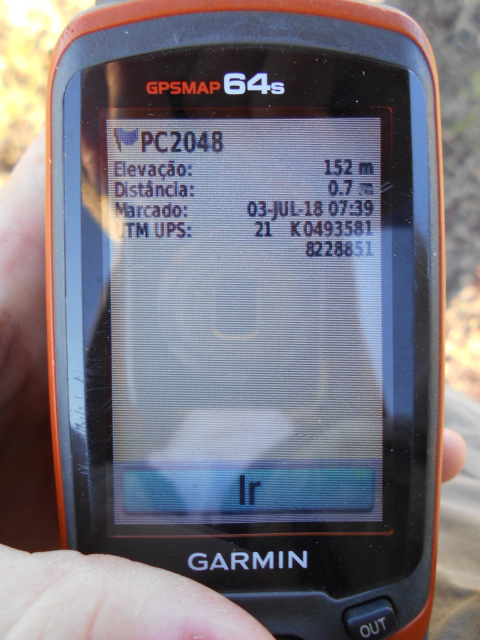 GPSMAP 64s
PC2048
Elevação: 152 m
Distância: 0.7 m
Marcado: 03-JUL-18 07:39
UTM UPS: 21 K 0493581
8228851
Ir
GARMIN
OUT